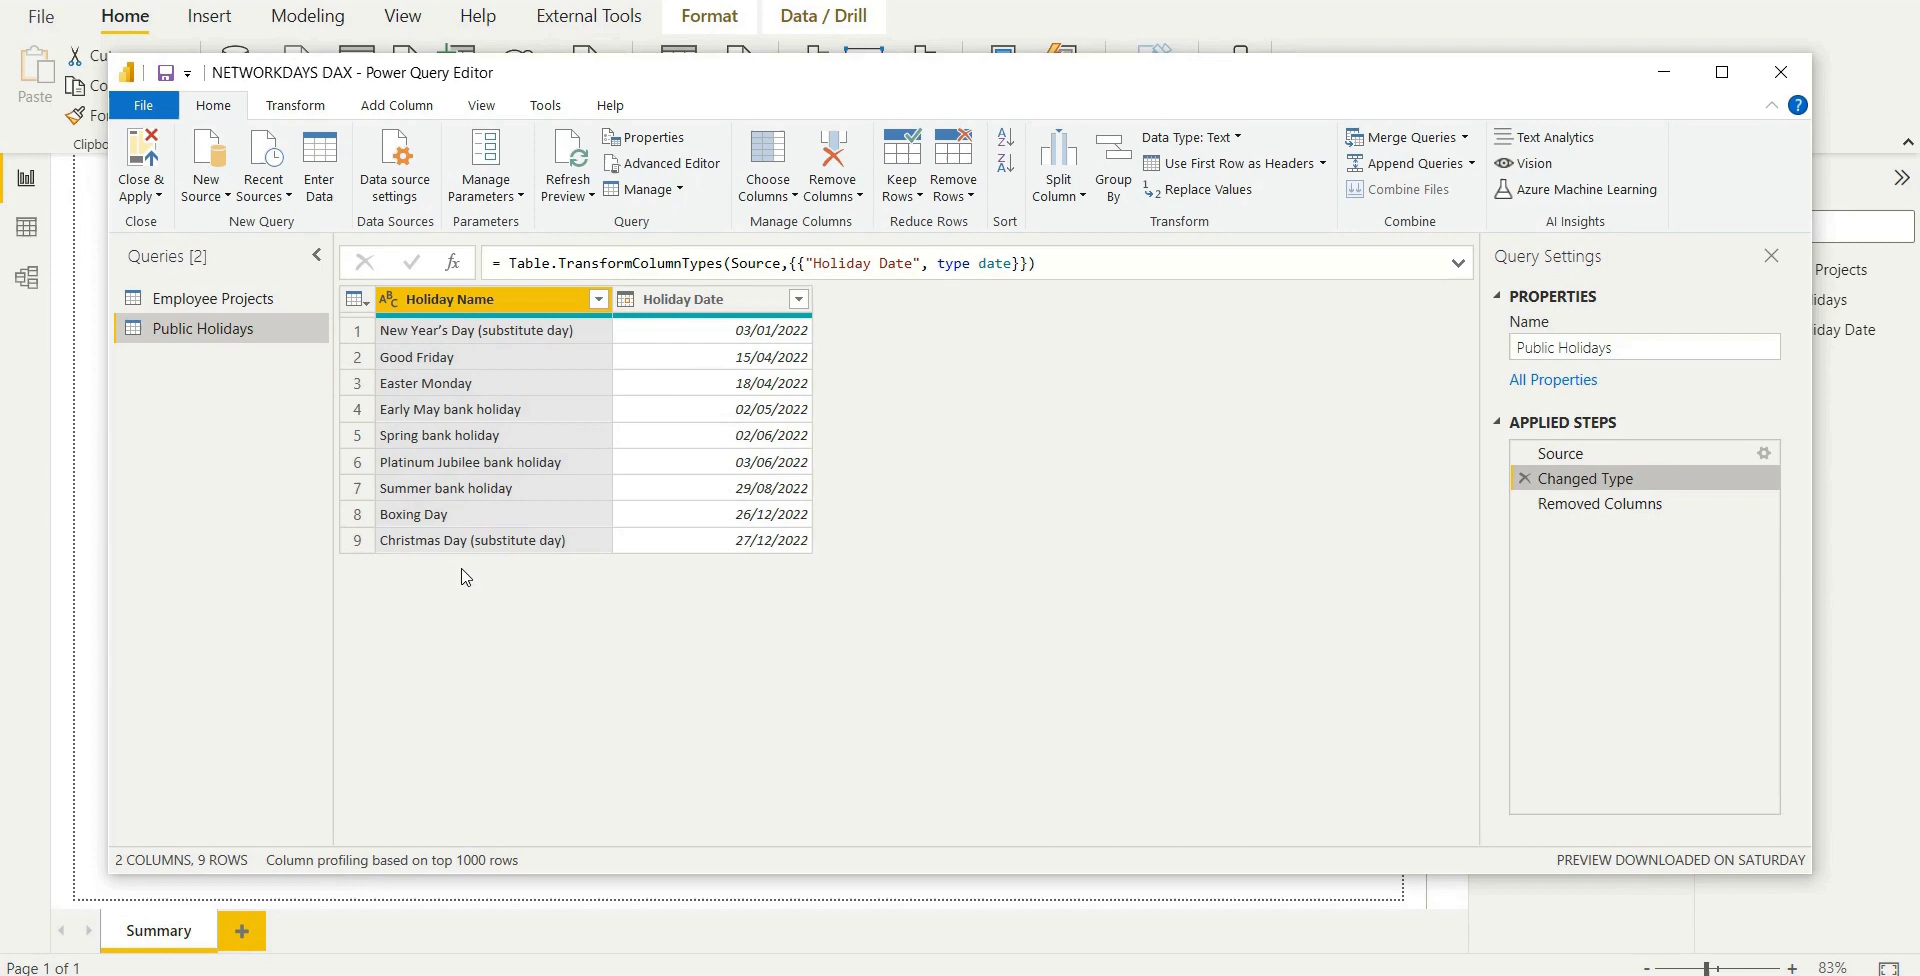 File Home Insert Modeling View Help External Tools Format Data / Drill
Paste
Cu
Co
Fo
Clipbo
NETWORKDAYS DAX - Power Query Editor
File Home Transform Add Column View Tools Help
Close & Apply
Close
New Source
Recent Sources
Enter Data
New Query
Data source settings
Data Sources
Manage Parameters
Parameters
Refresh Preview
Properties
Advanced Editor
Manage
Query
Choose Columns
Remove Columns
Manage Columns
Keep Rows
Remove Rows
Reduce Rows
Sort
Split Column
Group By
Data Type: Text
Use First Row as Headers
Replace Values
Transform
Merge Queries
Append Queries
Combine Files
Combine
Text Analytics
Vision
Azure Machine Learning
AI Insights
Queries [2]
Employee Projects
Public Holidays
fx = Table.TransformColumnTypes(Source,{{"Holiday Date", type date}})
ABC Holiday Name Holiday Date
1 New Year's Day (substitute day) 03/01/2022
2 Good Friday 15/04/2022
3 Easter Monday 18/04/2022
4 Early May bank holiday 02/05/2022
5 Spring bank holiday 02/06/2022
6 Platinum Jubilee bank holiday 03/06/2022
7 Summer bank holiday 29/08/2022
8 Boxing Day 26/12/2022
9 Christmas Day (substitute day) 27/12/2022
Query Settings
PROPERTIES
Name
Public Holidays
All Properties
APPLIED STEPS
Source
Changed Type
Removed Columns
Projects
idays
iday Date
2 COLUMNS, 9 ROWS Column profiling based on top 1000 rows
PREVIEW DOWNLOADED ON SATURDAY
Summary
Page 1 of 1
83%